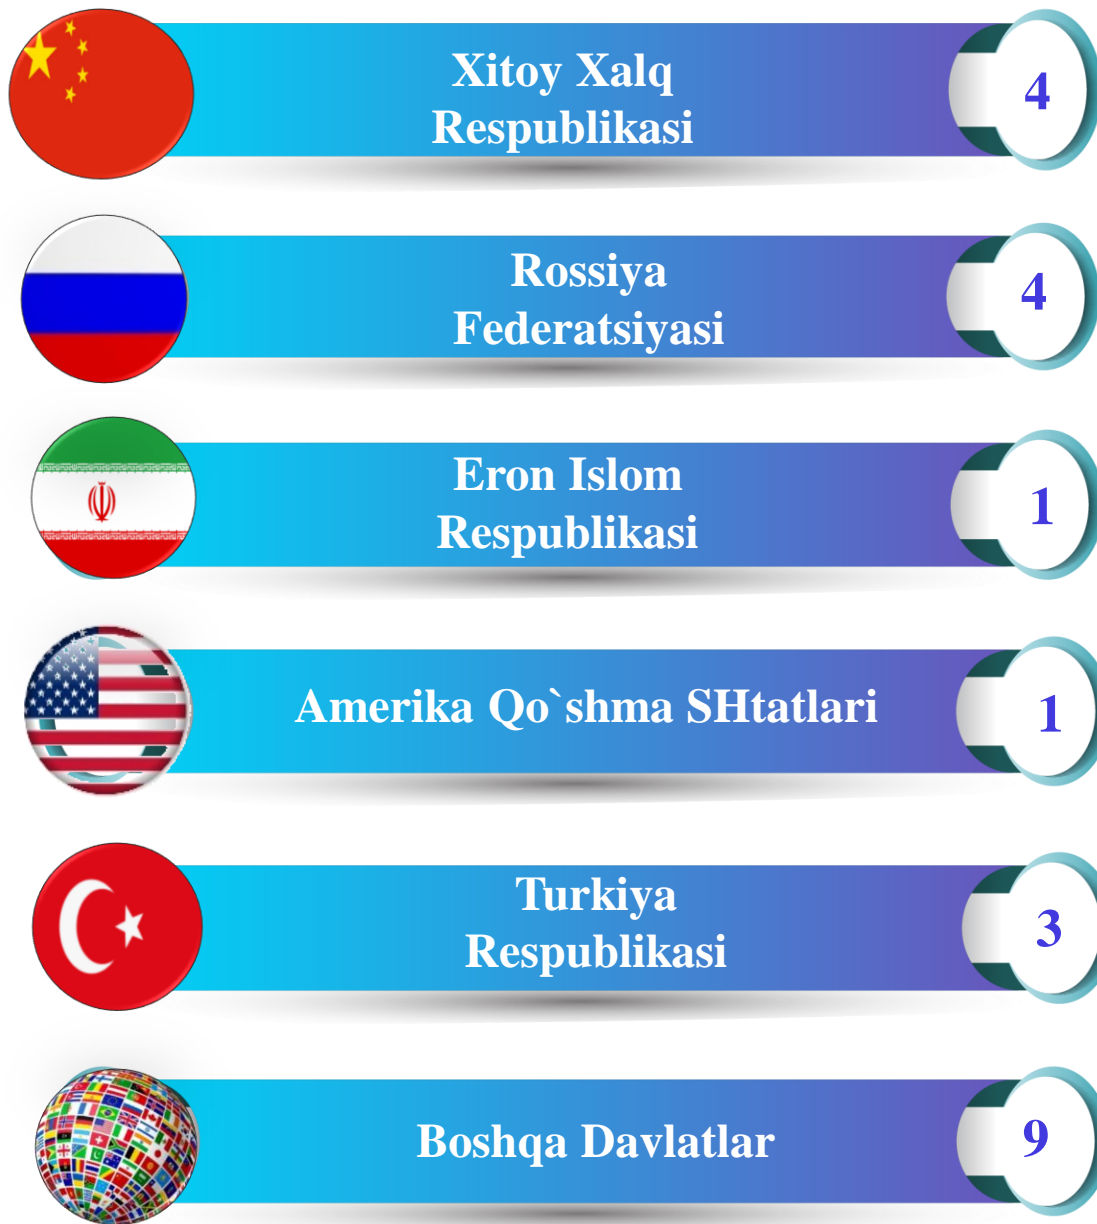 Xitoy Xalq
Respublikasi
4
Rossiya
Federatsiyasi
4
Eron Islom
Respublikasi
1
Amerika Qo`shma SHtatlari
1
Turkiya
Respublikasi
3
Boshqa Davlatlar
9